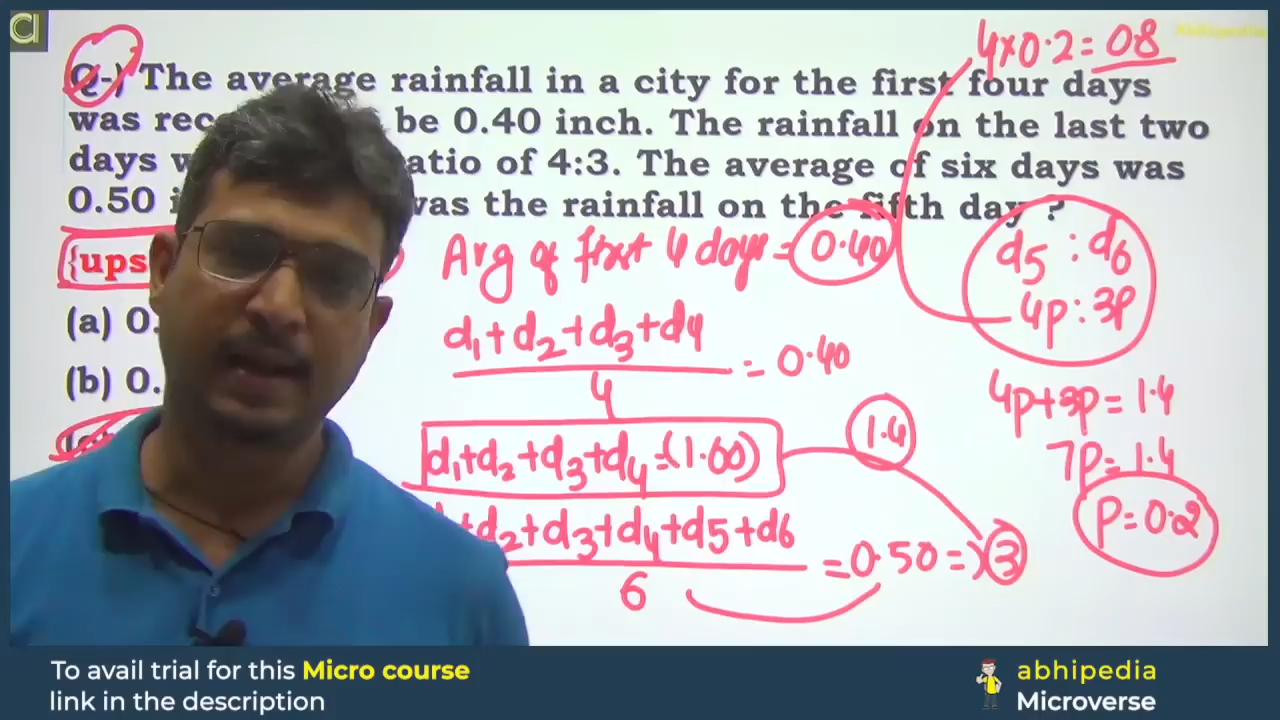 4×0.2=0.8
Abhipedia
Q-) The average rainfall in a city for the first four days
was rec be 0.40 inch. The rainfall on the last two
days w atio of 4:3. The average of six days was
0.50 i was the rainfall on the fifth day ?
{ups
Avg of first 4 days = 0.40
d5 : d6
4p : 3p
(a) 0.
d1+d2+d3+d4
= 0.40
4
(b) 0.
4p+3p=1.4
1.4
d1+d2+d3+d4=(1.60)
7p=1.4
p=0.2
+d2+d3+d4+d5+d6
=0.50=)3
6
To avail trial for this Micro course
link in the description
abhipedia
Microverse